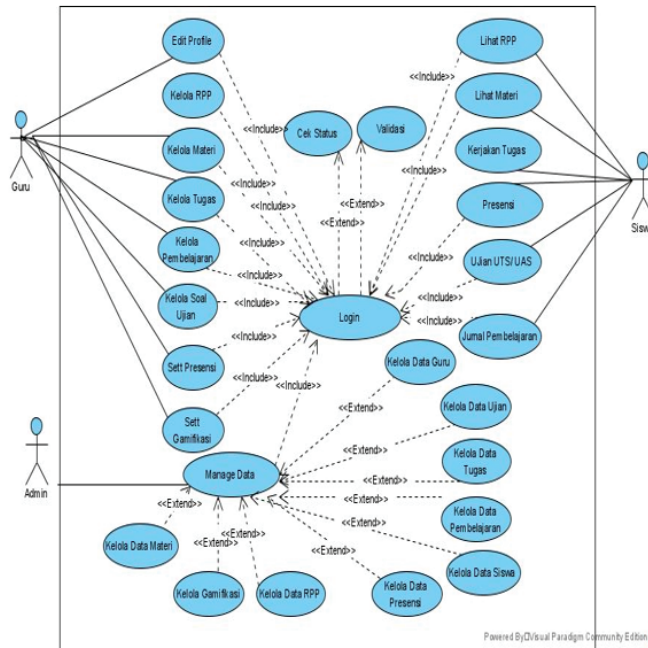 Edit Profile
Lihat RPP
<<Include>>
<<Include>>
Kelola RPP
Lihat Materi
<<Include>>
Cek Status
Validasi
Kelola Materi
Kerjakan Tugas
<<Include>>
<<Include>>
Guru
Siswa
Kelola Tugas
Presensi
<<Include>>
<<Extend>>
<<Include>>
Kelola
Pembelajaran
UJian UTS/ UAS
<<Include>>
<<Include>>
Kelola Soal
Ujian
<<Include>>
Login
<<Include>>
Jurnal Pembelajaran
<<Include>>
Sett Presensi
Kelola Data Guru
<<Include>>
<<Include>>
Sett
Gamifikasi
<<Extend>>
Kelola Data Ujian
<<Extend>>
Admin
Manage Data
Kelola Data
Tugas
<<Extend>>
<<Extend>>
<<Extend>>
Kelola Data
Pembelajaran
<<Extend>>
Kelola Data Materi
<<Extend>>
<<Extend>>
<<Extend>>
Kelola Data Siswa
Kelola Gamifikasi
Kelola Data RPP
Kelola Data
Presensi
Powered By Visual Paradigm Community Edition